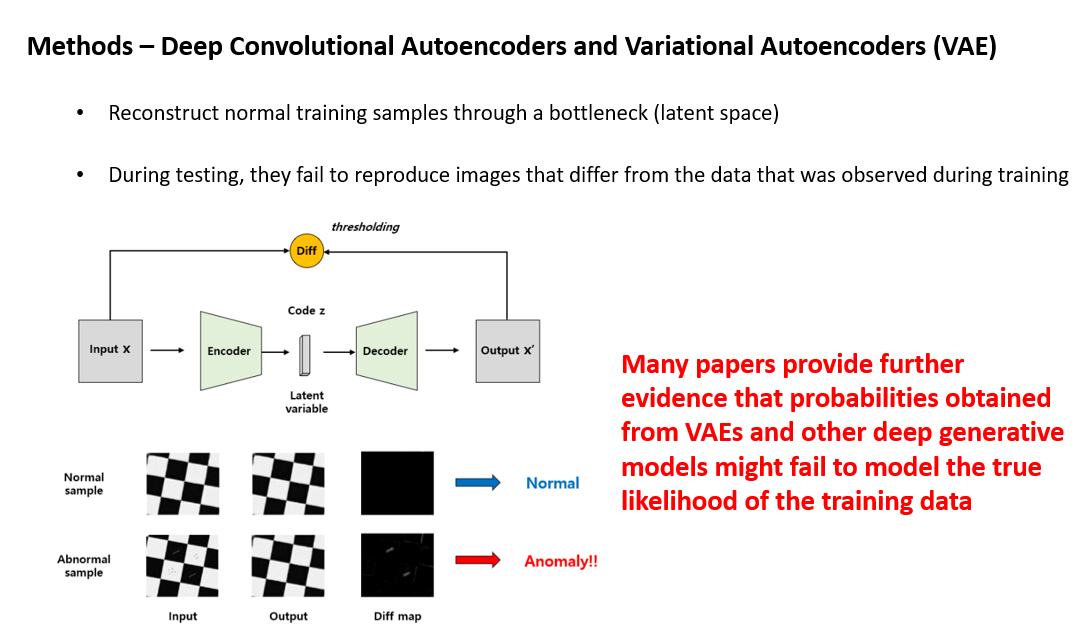 Methods – Deep Convolutional Autoencoders and Variational Autoencoders (VAE)
• Reconstruct normal training samples through a bottleneck (latent space)
• During testing, they fail to reproduce images that differ from the data that was observed during training
thresholding
Diff
Code z
Input X
Encoder
Decoder
Output X′
Latent
variable
Many papers provide further
evidence that probabilities obtained
from VAEs and other deep generative
models might fail to model the true
likelihood of the training data
Normal
sample
Normal
Abnormal
sample
Anomaly!!
Input
Output
Diff map